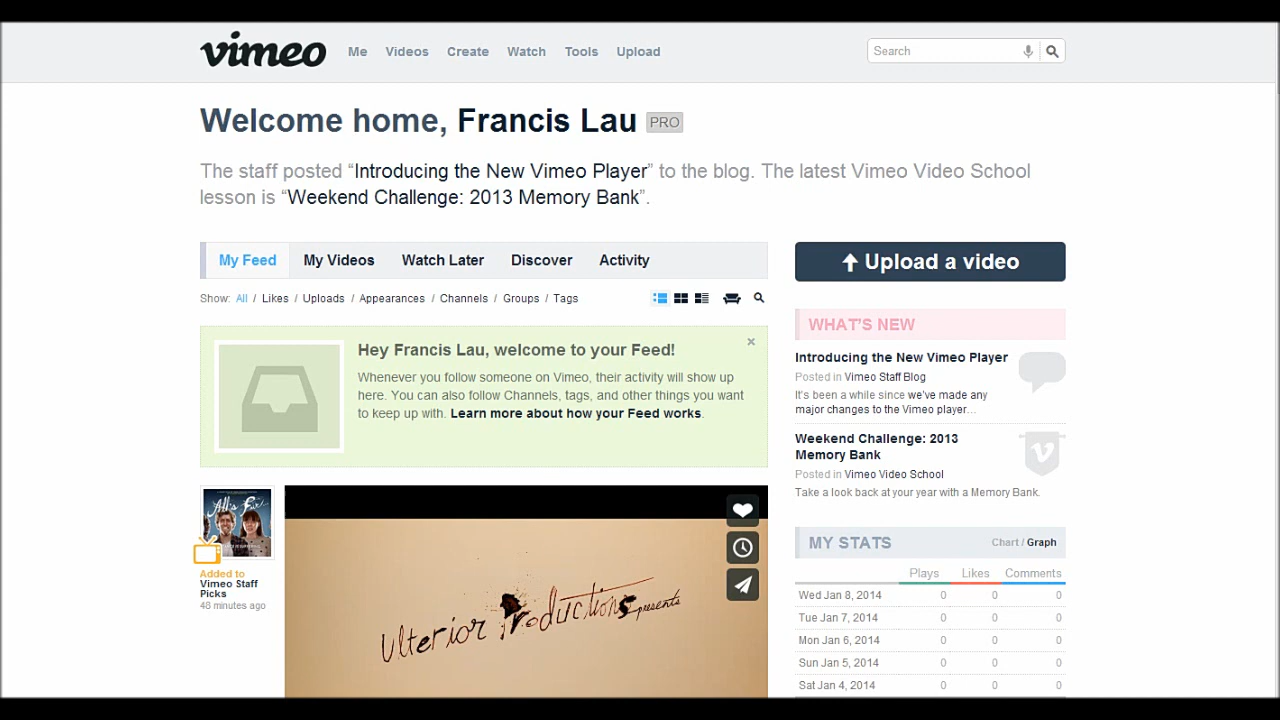 vimeo
Me Videos Create Watch Tools Upload
Search
Welcome home, Francis Lau PRO
The staff posted “Introducing the New Vimeo Player” to the blog. The latest Vimeo Video School
lesson is “Weekend Challenge: 2013 Memory Bank”.
My Feed My Videos Watch Later Discover Activity
Show: All / Likes / Uploads / Appearances / Channels / Groups / Tags
Hey Francis Lau, welcome to your Feed!
Whenever you follow someone on Vimeo, their activity will show up
here. You can also follow Channels, tags, and other things you want
to keep up with. Learn more about how your Feed works.
All's Fair
Added to
Vimeo Staff
Picks
48 minutes ago
Ulterior Productions presents
Upload a video
WHAT'S NEW
Introducing the New Vimeo Player
Posted in Vimeo Staff Blog
It's been a while since we've made any
major changes to the Vimeo player…
Weekend Challenge: 2013
Memory Bank
Posted in Vimeo Video School
Take a look back at your year with a Memory Bank.
MY STATS Chart / Graph
Plays Likes Comments
Wed Jan 8, 2014 0 0 0
Tue Jan 7, 2014 0 0 0
Mon Jan 6, 2014 0 0 0
Sun Jan 5, 2014 0 0 0
Sat Jan 4, 2014 0 0 0